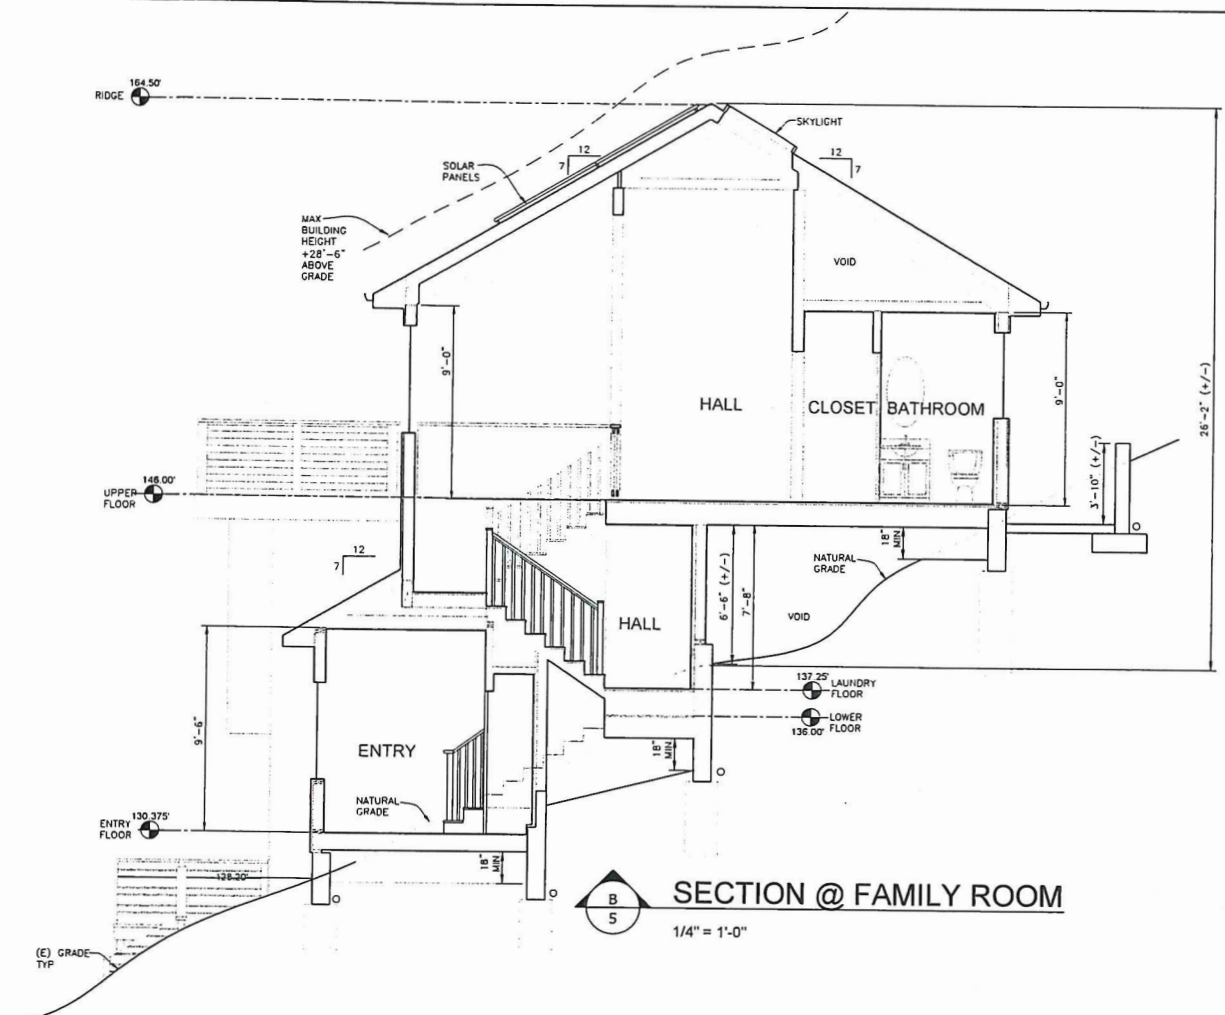 164.50'
RIDGE
SKYLIGHT
12
7
12
7
SOLAR
PANELS
MAX
BUILDING
HEIGHT
+28'-6"
ABOVE
GRADE
VOID
9'-0"
HALL
CLOSET
BATHROOM
9'-0"
26'-2" (+/-)
3'-10" (+/-)
146.00'
UPPER
FLOOR
12
7
18"
MIN
NATURAL
GRADE
6'-6" (+/-)
7'-8"
VOID
HALL
137.25'
LAUNDRY
FLOOR
LOWER
FLOOR
136.00'
9'-6"
ENTRY
18"
MIN
NATURAL
GRADE
130.375'
ENTRY
FLOOR
18"
MIN
128.20'
B
5
SECTION @ FAMILY ROOM
1/4" = 1'-0"
(E) GRADE
TYP